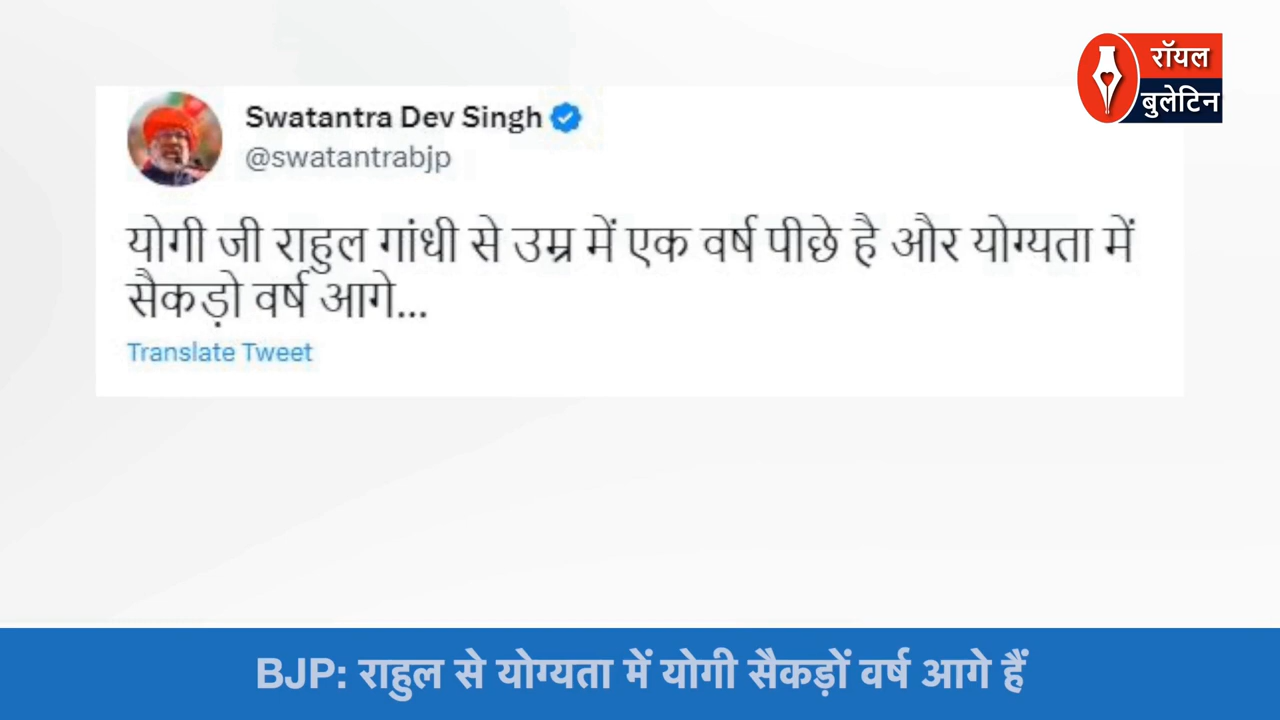 रॉयल
बुलेटिन
Swatantra Dev Singh
@swatantrabjp
योगी जी राहुल गांधी से उम्र में एक वर्ष पीछे है और योग्यता में
सैकड़ो वर्ष आगे...
Translate Tweet
BJP: राहुल से योग्यता में योगी सैकड़ों वर्ष आगे हैं